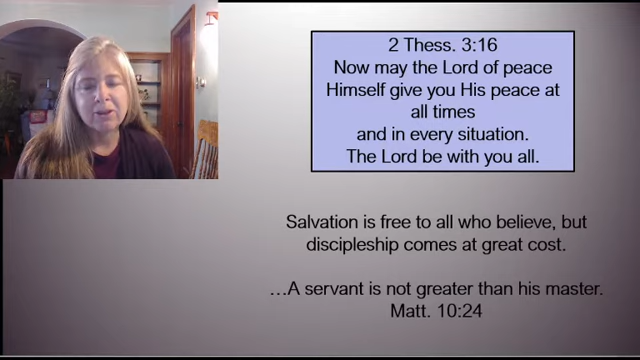 2 Thess. 3:16
Now may the Lord of peace
Himself give you His peace at
all times
and in every situation.
The Lord be with you all.
Salvation is free to all who believe, but
discipleship comes at great cost.
…A servant is not greater than his master.
Matt. 10:24